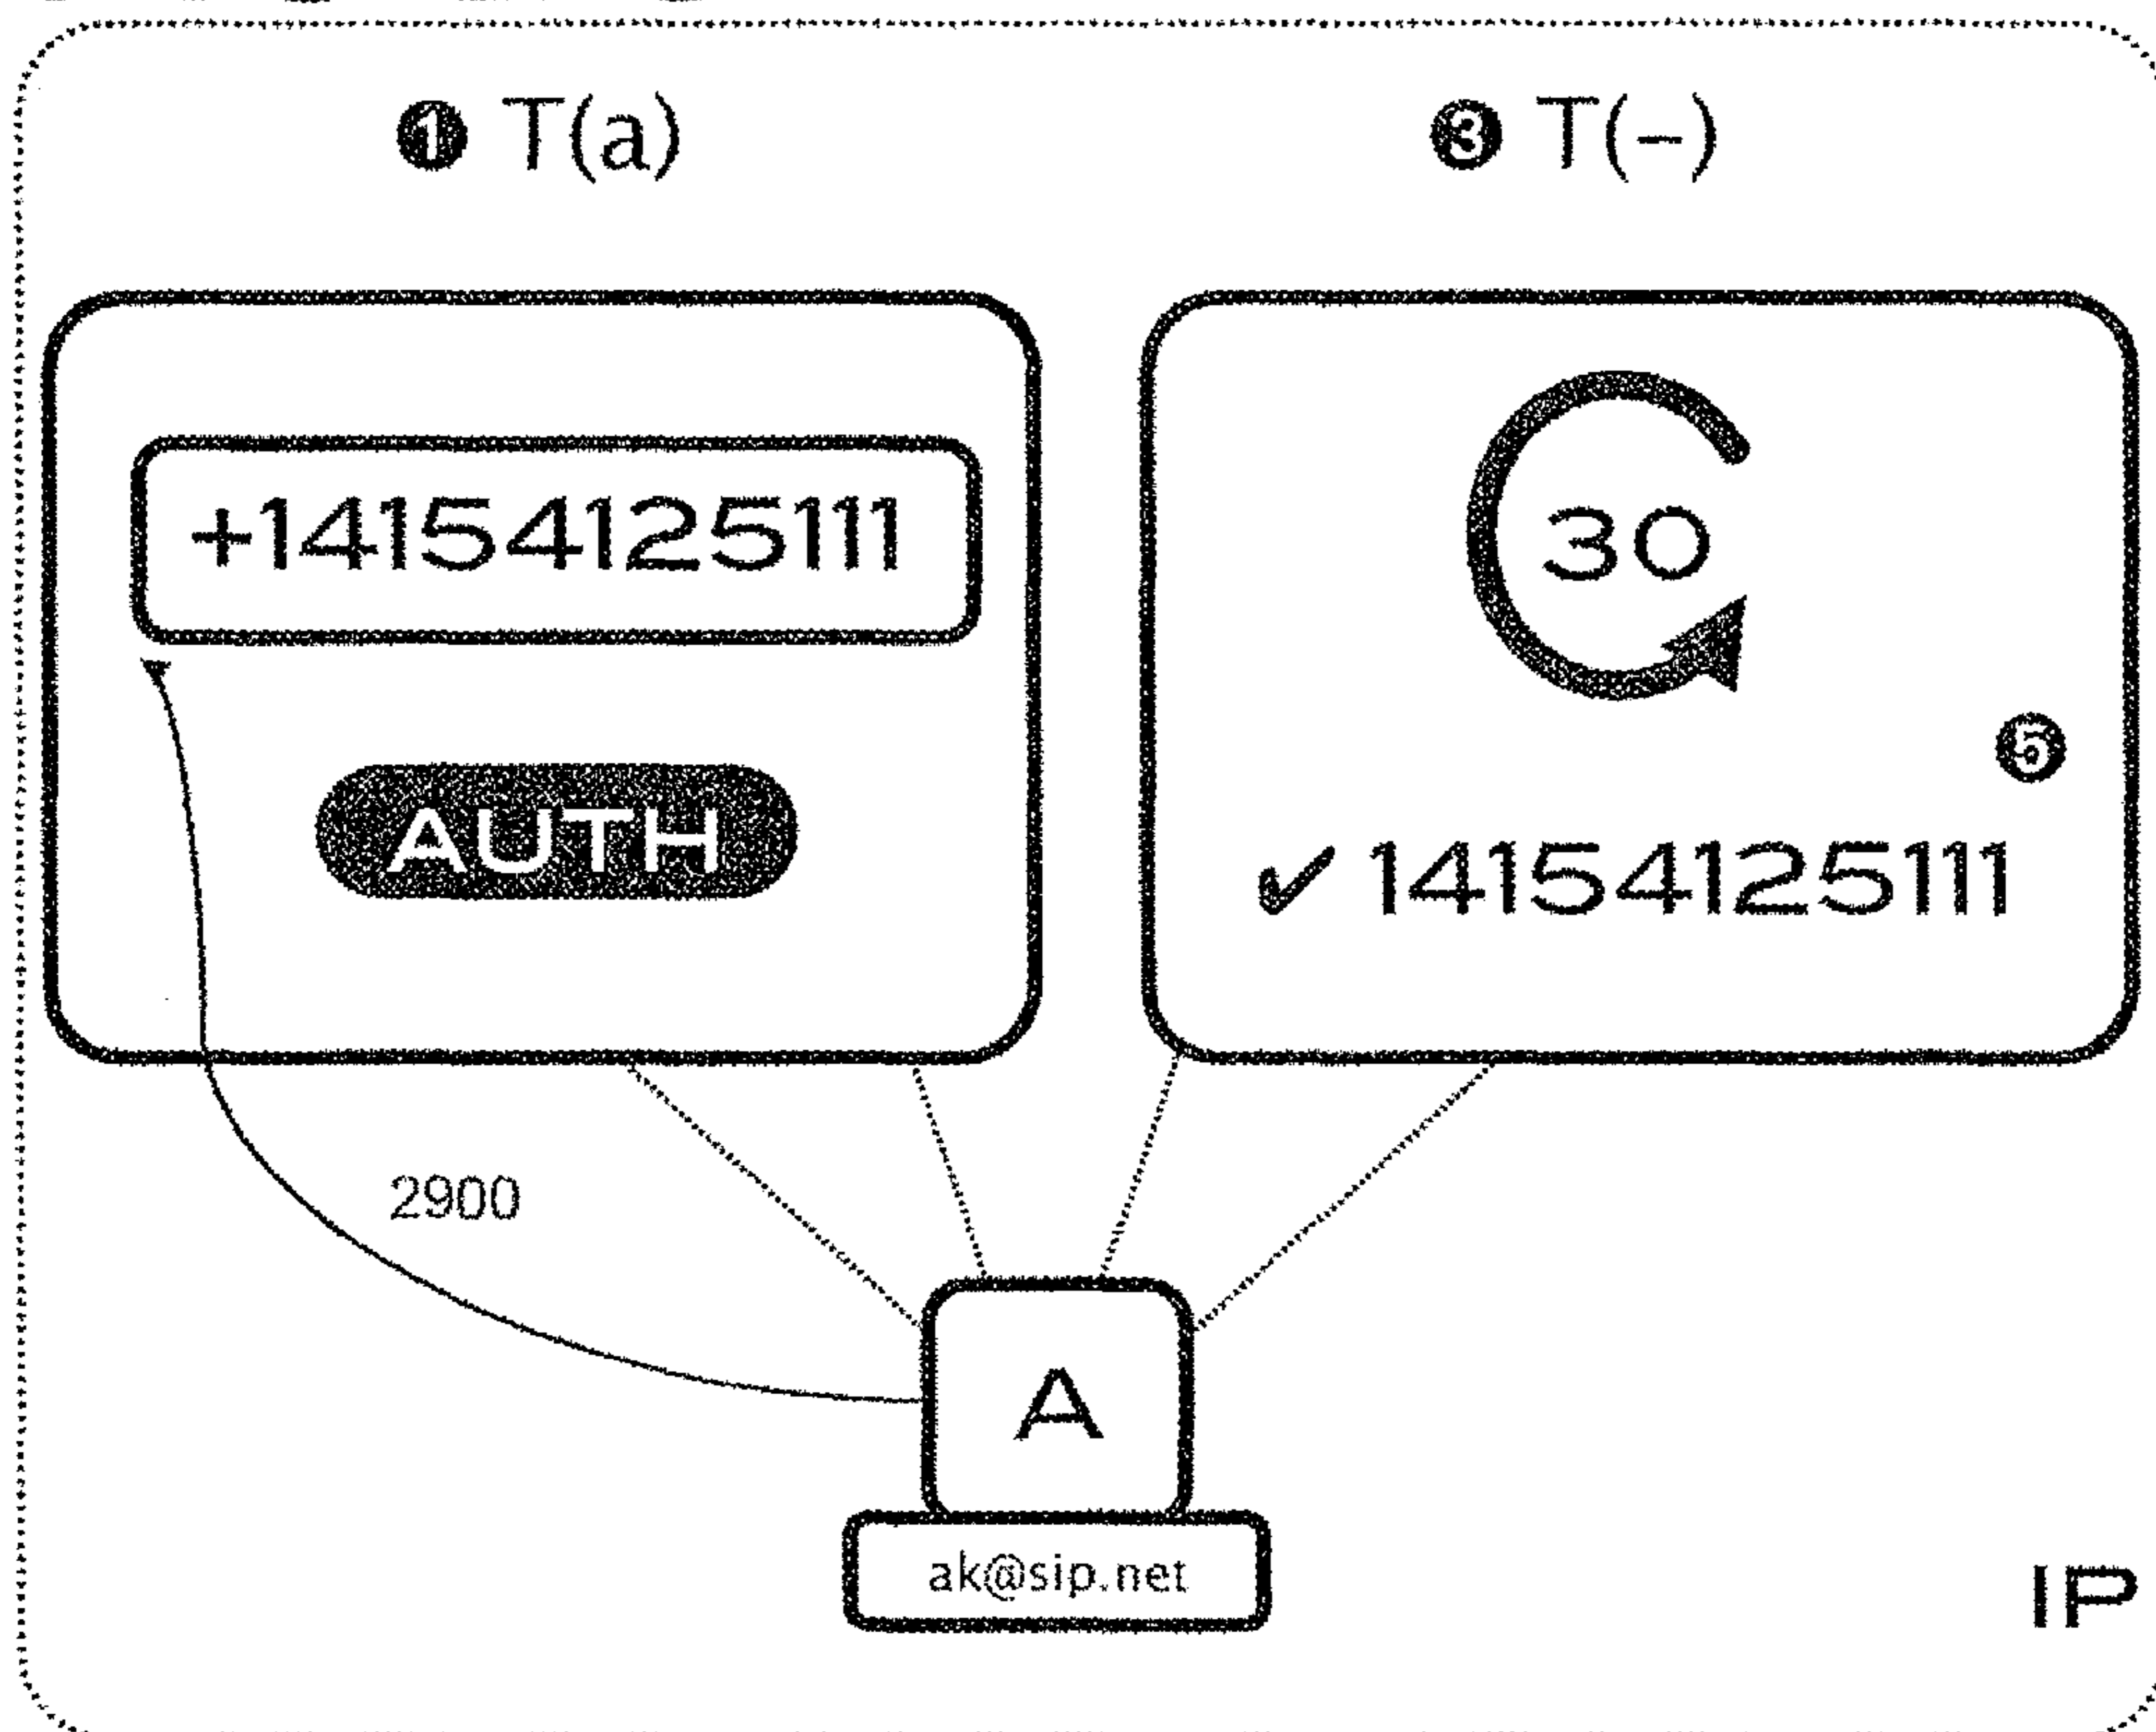 ❶ T(a)
❸ T(–)
+14154125111
AUTH
30
❺
✓14154125111
2900
A
ak@sip.net
IP